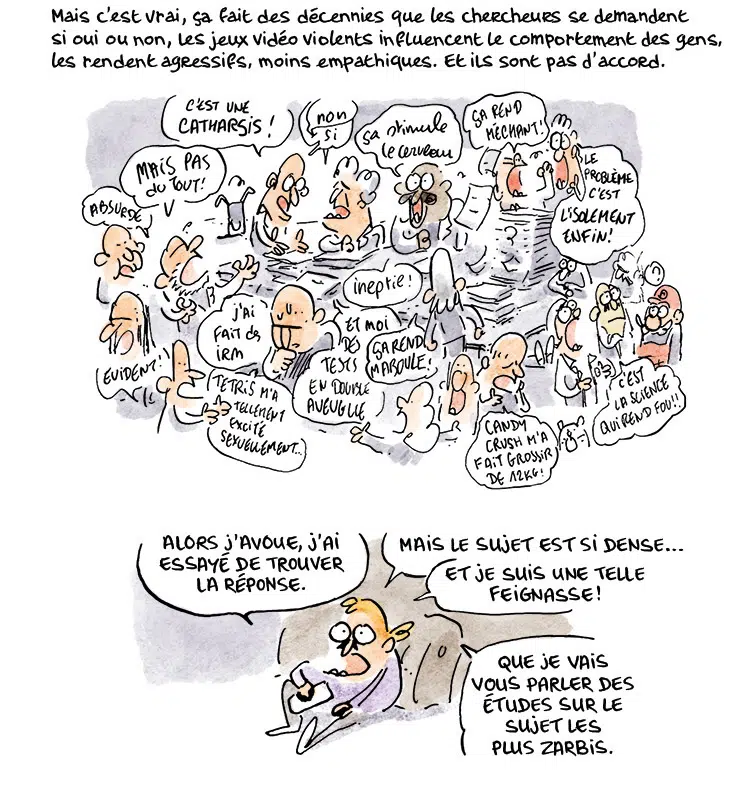 Mais c'est vrai, ça fait des décennies que les chercheurs se demandent
si oui ou non, les jeux vidéo violents influencent le comportement des gens,
les rendent agressifs, moins empathiques. Et ils sont pas d'accord.
C'EST UNE
CATHARSIS !
non
si
ça stimule
le cerveau
ÇA REND
MÉCHANT !
MAIS PAS
DU TOUT !
ABSURDE
LE
PROBLÈME
C'EST
L'ISOLEMENT
ENFIN !
ineptie !
j'ai
FAIT des
irm
ET MOI
DES
TESTS
EN DOUBLE
AVEUGLE
ÇA REND
MABOULE !
EVIDENT !
TETRIS M'A
TELLEMENT
EXCITÉ
SEXUELLEMENT..
CANDY
CRUSH M'A
FAIT GROSSIR
DE 12KG !
C'EST
LA SCIENCE
QUI REND FOU !!
ALORS J'AVOUE, J'AI
ESSAYÉ DE TROUVER
LA RÉPONSE.
MAIS LE SUJET EST SI DENSE...
ET JE SUIS UNE TELLE
FEIGNASSE !
QUE JE VAIS
VOUS PARLER DES
ÉTUDES SUR LE
SUJET LES
PLUS ZARBIS.